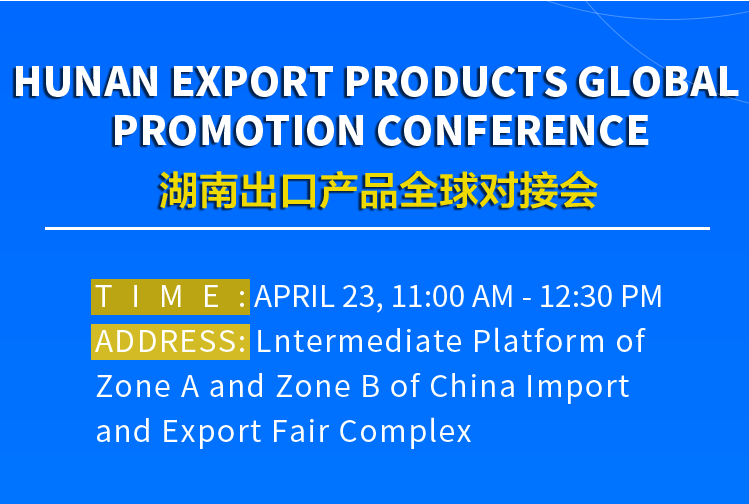 HUNAN EXPORT PRODUCTS GLOBAL
PROMOTION CONFERENCE
湖南出口产品全球对接会
TIME: APRIL 23, 11:00 AM - 12:30 PM
ADDRESS: Lntermediate Platform of
Zone A and Zone B of China Import
and Export Fair Complex